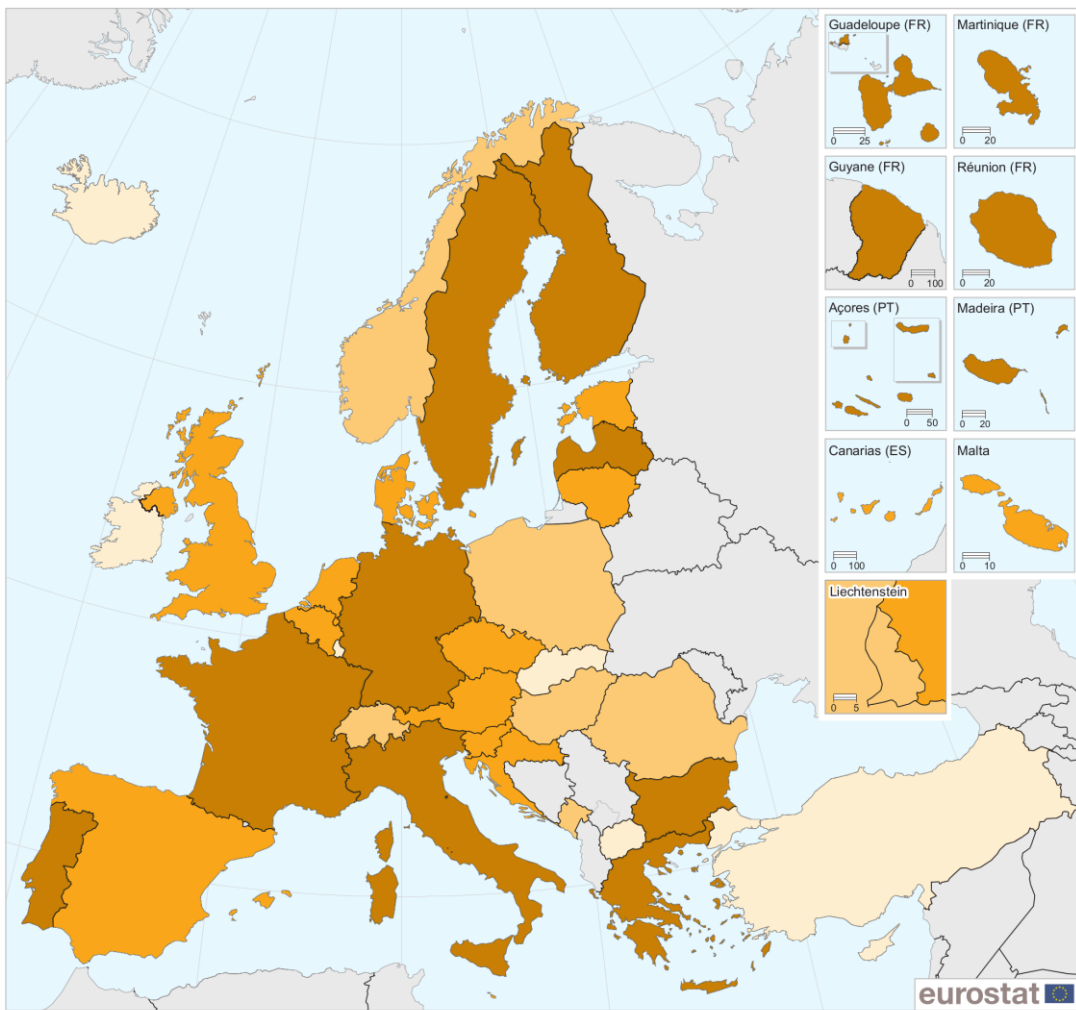 Guadeloupe (FR)
0 25
Martinique (FR)
0 20
Guyane (FR)
0 100
Réunion (FR)
0 20
Açores (PT)
0 50
Madeira (PT)
0 20
Canarias (ES)
0 100
Malta
0 10
Liechtenstein
0 5
eurostat